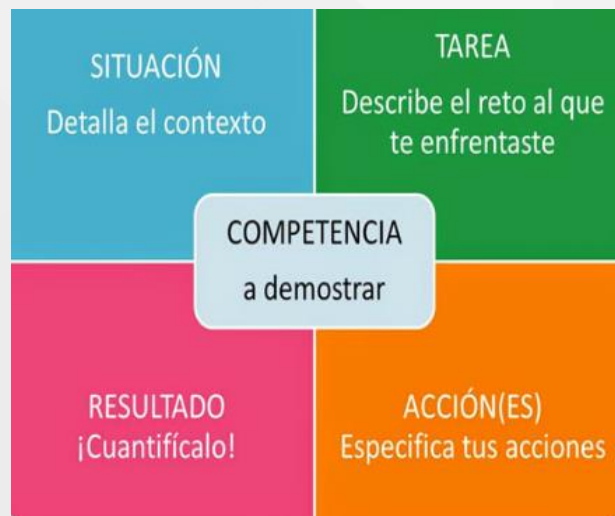 SITUACIÓN
Detalla el contexto
TAREA
Describe el reto al que
te enfrentaste
COMPETENCIA
a demostrar
RESULTADO
¡Cuantifícalo!
ACCIÓN(ES)
Especifica tus acciones